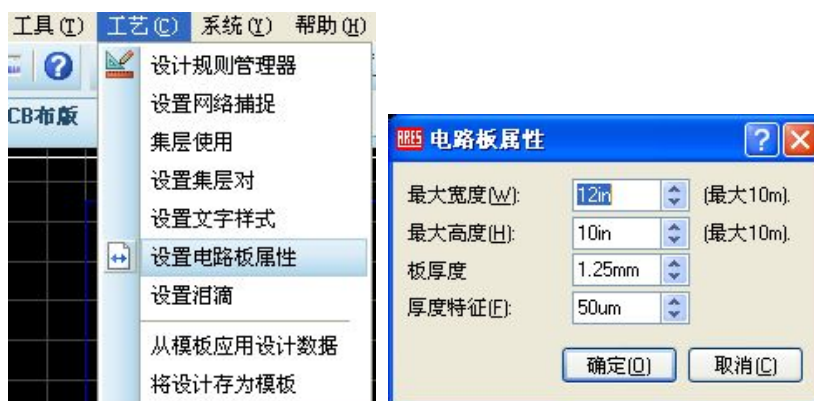 工具(T) 工艺(C) 系统(Y) 帮助(H)
设计规则管理器
CB布版
设置网络捕捉
集层使用
设置集层对
设置文字样式
设置电路板属性
设置泪滴
从模板应用设计数据
将设计存为模板
ARES 电路板属性
最大宽度(W): 12in (最大10m).
最大高度(H): 10in (最大10m).
板厚度 1.25mm
厚度特征(F): 50um
确定(O) 取消(C)